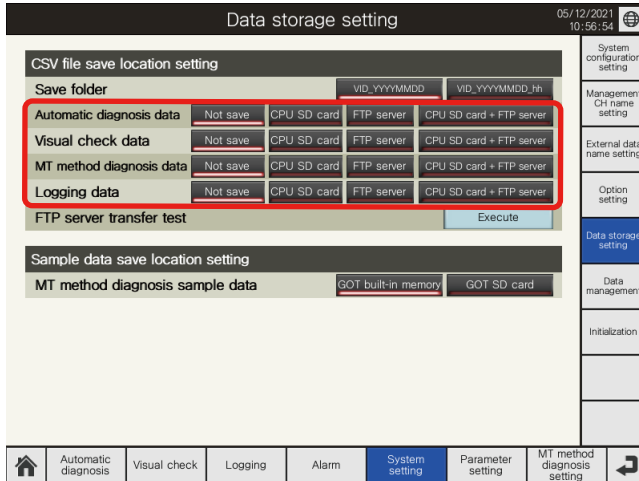 Data storage setting
05/12/2021
10:56:54
CSV file save location setting
Save folder VID_YYYYMMDD VID_YYYYMMDD_hh
Automatic diagnosis data Not save CPU SD card FTP server CPU SD card + FTP server
Visual check data Not save CPU SD card FTP server CPU SD card + FTP server
MT method diagnosis data Not save CPU SD card FTP server CPU SD card + FTP server
Logging data Not save CPU SD card FTP server CPU SD card + FTP server
FTP server transfer test Execute
Sample data save location setting
MT method diagnosis sample data GOT built-in memory GOT SD card
System
configuration
setting
Management
CH name
setting
External data
name setting
Option
setting
Data storage
setting
Data
management
Initialization
Automatic
diagnosis
Visual check
Logging
Alarm
System
setting
Parameter
setting
MT method
diagnosis
setting